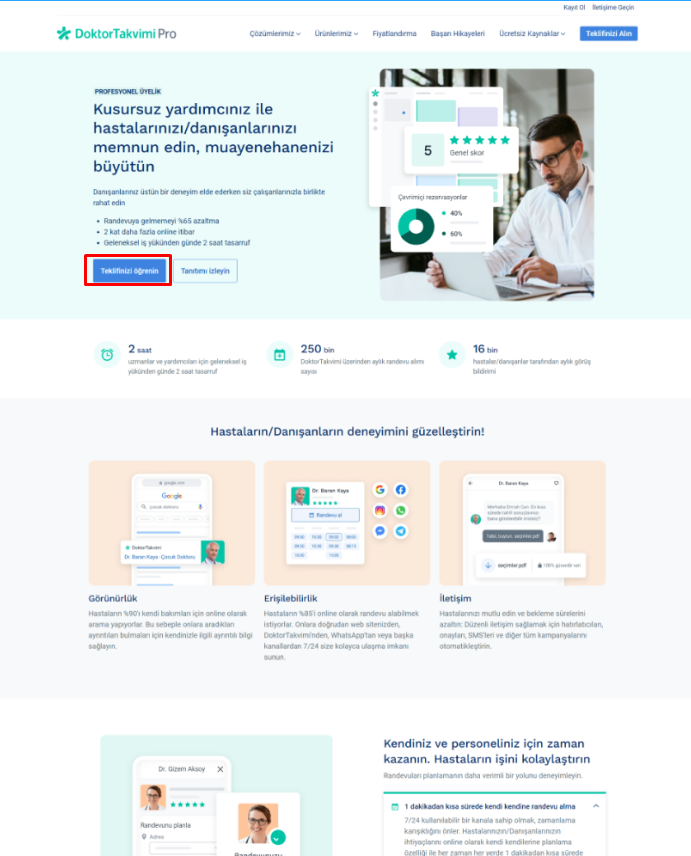 Kayıt Ol İletişime Geçin
DoktorTakvimi Pro
Çözümlerimiz Ürünlerimiz Fiyatlandırma Başarı Hikayeleri Ücretsiz Kaynaklar Teklifinizi Alın
PROFESYONEL ÜYELİK
Kusursuz yardımcınız ile
hastalarınızı/danışanlarınızı
memnun edin, muayenehanenizi
büyütün
Danışanlarınız üstün bir deneyim elde ederken siz çalışanlarınızla birlikte
rahat edin
• Randevuya gelmemeyi %65 azaltma
• 2 kat daha fazla online itibar
• Geleneksel iş yükünden günde 2 saat tasarruf
Teklifinizi öğrenin Tanıtımı izleyin
5
Genel skor
Çevrimiçi rezervasyonlar
40%
60%
2 saat
uzmanlar ve yardımcıları için geleneksel iş
yükünden günde 2 saat tasarruf
250 bin
DoktorTakvimi üzerinden aylık randevu alımı
sayısı
16 bin
hastalar/danışanlar tarafından aylık görüş
bildirimi
Hastaların/Danışanların deneyimini güzelleştirin!
google.com
Google
çocuk doktoru
DoktorTakvimi
Dr. Baran Kaya - Çocuk Doktoru
Dr. Baran Kaya
Randevu al
Dr. Baran Kaya
seçimler.pdf
100% güvenlik seri
Görünürlük
Hastaların %90'ı kendi bakımları için online olarak
arama yapıyorlar. Bu sebeple onlara aradıkları
ayrıntıları bulmaları için kendinizle ilgili ayrıntılı bilgi
sağlayın.
Erişilebilirlik
Hastaların %85'i online olarak randevu alabilmek
istiyorlar. Onlara doğrudan web sitenizden,
DoktorTakvimi'nden, WhatsApp'tan veya başka
kanallardan 7/24 size kolayca ulaşma imkanı
sunun.
İletişim
Hastalarınızı mutlu edin ve bekleme sürelerini
azaltın: Düzenli iletişim sağlamak için hatırlatıcıları,
onayları, SMS'leri ve diğer tüm kampanyalarını
otomatikleştirin.
Dr. Gizem Aksoy
Randevunu planla
Adres
Randevunuzu
Kendiniz ve personeliniz için zaman
kazanın. Hastaların işini kolaylaştırın
Randevuları planlamanın daha verimli bir yolunu deneyimleyin.
1 dakikadan kısa sürede kendi kendine randevu alma
7/24 kullanılabilir bir kanala sahip olmak, zamanlama
karışıklığını önler. Hastalarınızın/Danışanlarınızın
ihtiyaçlarını online olarak kendi kendilerine planlama
özelliği ile her zaman her yerde 1 dakikadan kısa sürede